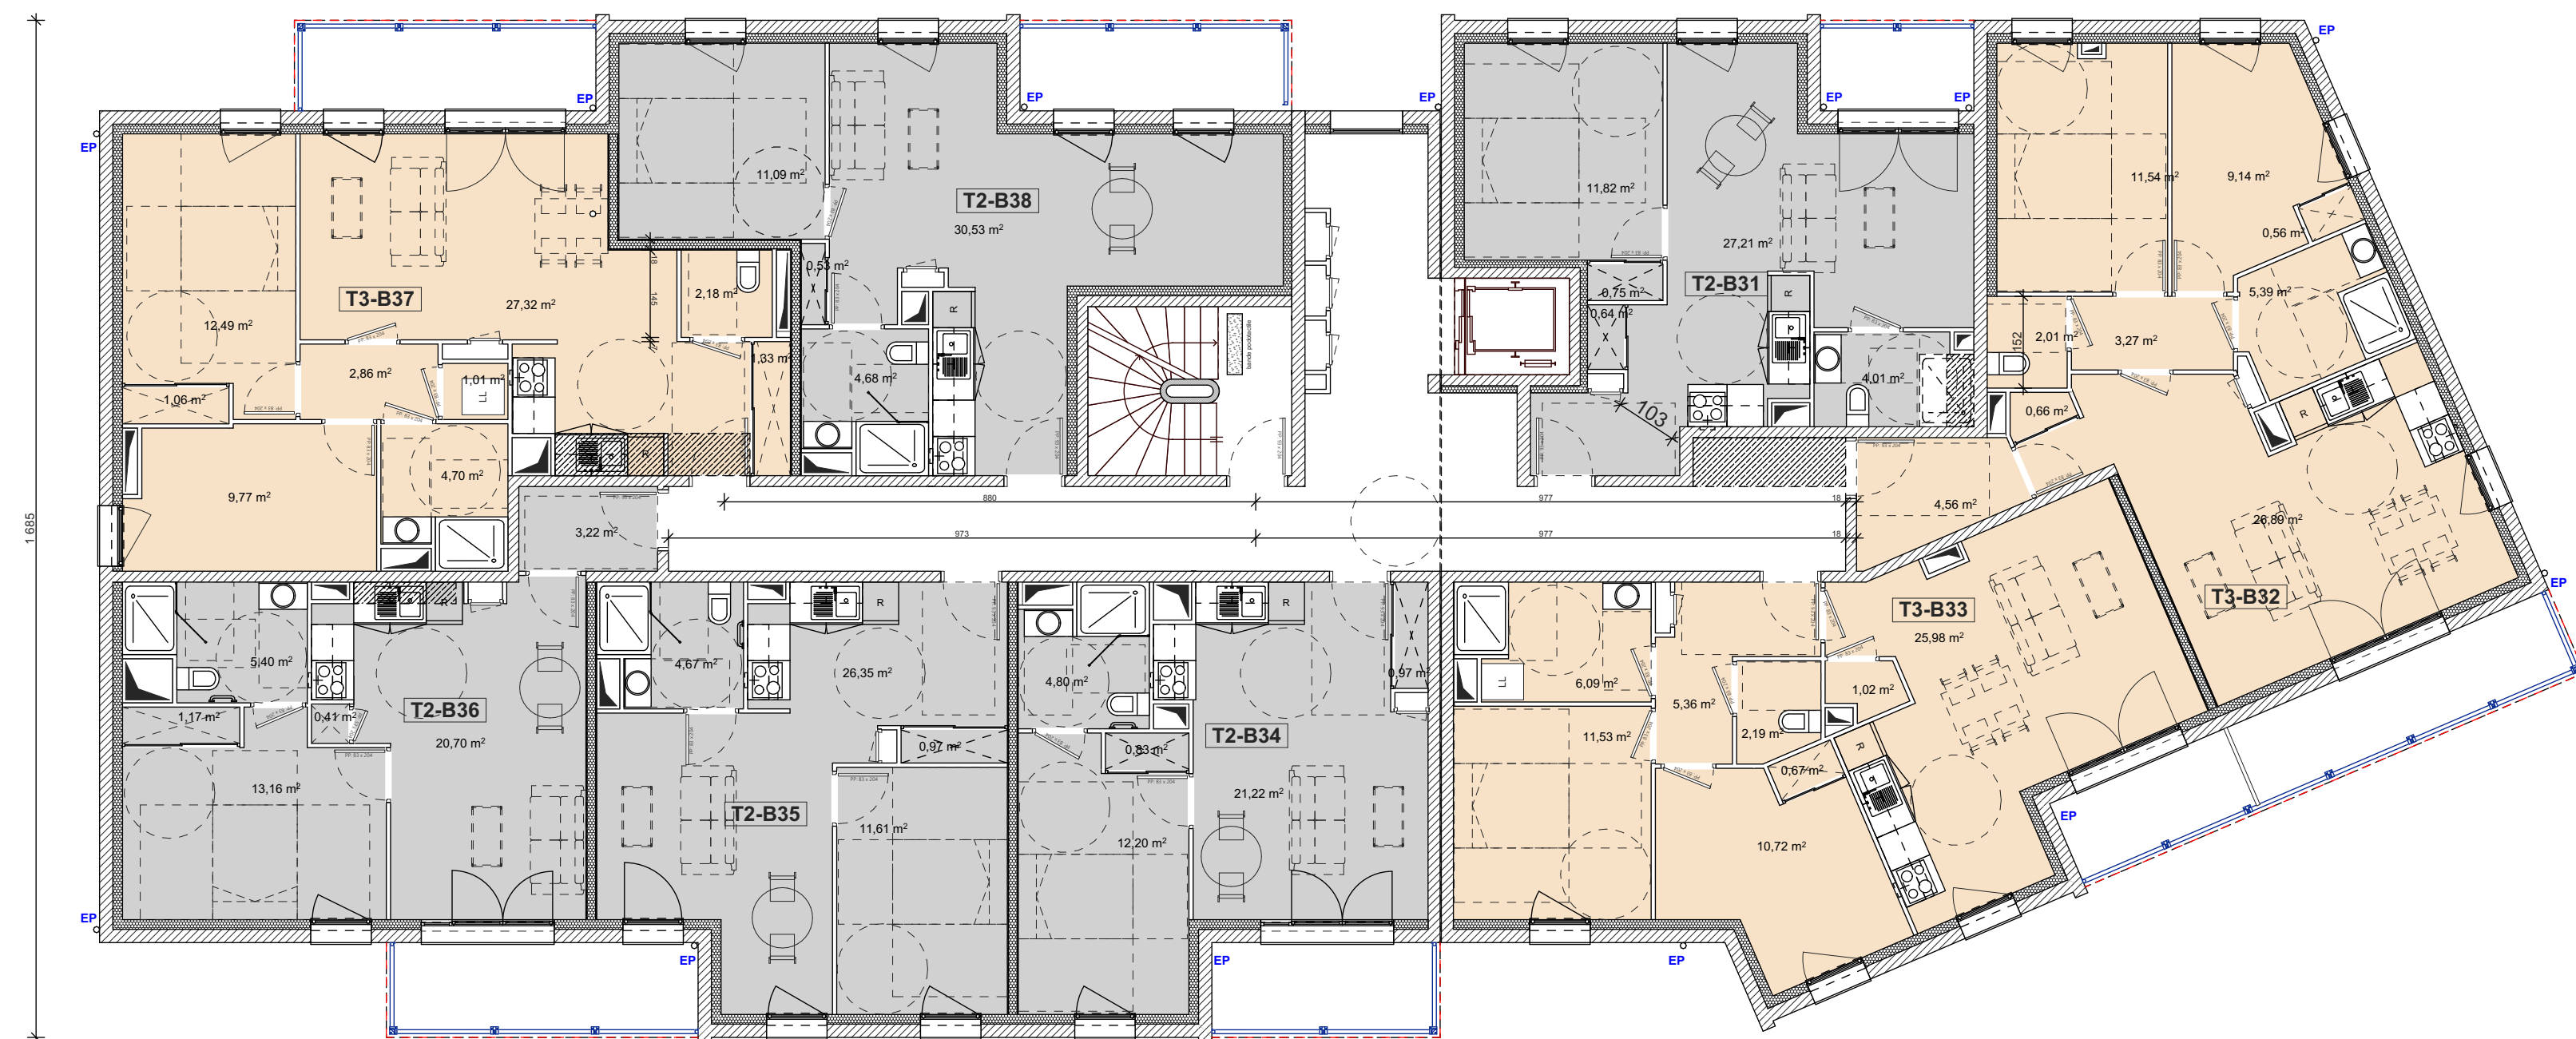 EP
EP
EP
EP
EP
EP
EP
11,09 m²
T2-B38
30,53 m²
11,82 m²
11,54 m²
9,14 m²
0,56 m²
27,21 m²
T2-B31
0,53 m²
2,18 m²
T3-B37
27,32 m²
18
145
12,49 m²
R
R
0,75 m²
0,64 m²
5,39 m²
bande podotactile
152
2,01 m²
3,27 m²
1,33 m²
2,86 m²
1,01 m²
LL
4,68 m²
4,01 m²
1,06 m²
103
0,66 m²
R
R
4,70 m²
9,77 m²
880
977
18
4,56 m²
3,22 m²
973
977
18
26,89 m²
1 685
EP
T3-B32
R
R
R
T3-B33
25,98 m²
5,40 m²
4,67 m²
26,35 m²
4,80 m²
0,97 m²
LL
6,09 m²
1,02 m²
5,36 m²
1,17 m²
0,41 m²
T2-B36
20,70 m²
0,97 m²
0,83 m²
T2-B34
11,53 m²
2,19 m²
R
0,67 m²
13,16 m²
T2-B35
11,61 m²
21,22 m²
12,20 m²
10,72 m²
EP
EP
EP
EP
EP
PP. 83 x 204